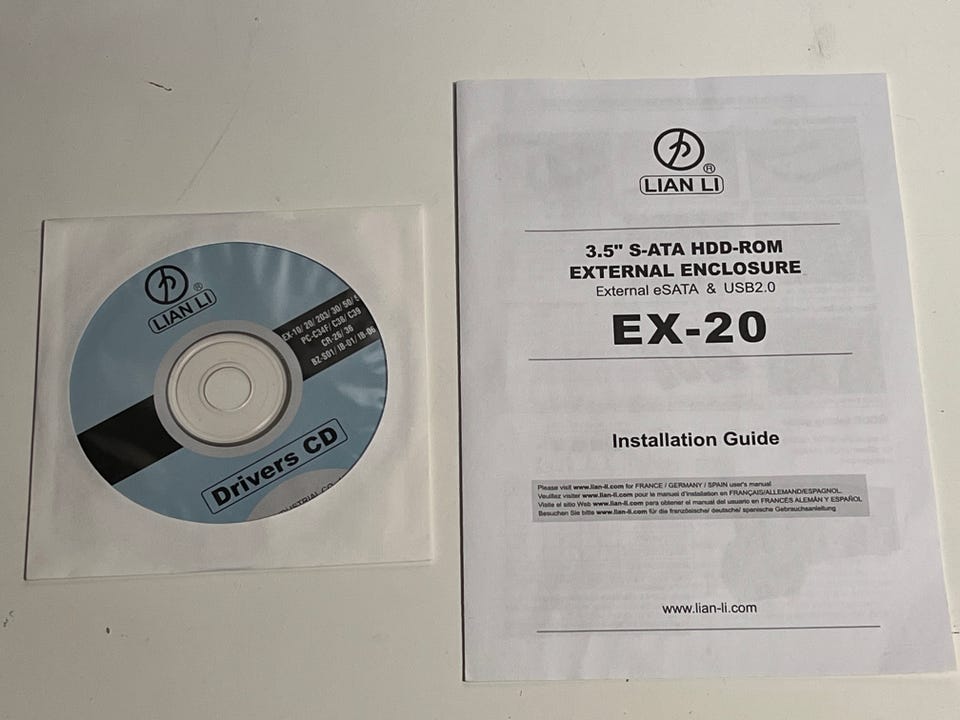 LIAN LI
EX-10/ 20/ 203/ 30/ 50/
PC-C34F/ C38/ C39
CR-26/ 36
BZ-S01/ IB-01/ IB-06
Drivers CD
LIAN LI
3.5" S-ATA HDD-ROM
EXTERNAL ENCLOSURE
External eSATA & USB2.0
EX-20
Installation Guide
Please visit www.lian-li.com for FRANCE / GERMANY / SPAIN user's manual
Veuillez visiter www.lian-li.com pour le manuel d'installation en FRANÇAIS/ALLEMAND/ESPAGNOL.
Visite el sitio Web www.lian-li.com para obtener el manual del usuario en FRANCÉS ALEMÁN Y ESPAÑOL
Besuchen Sie bitte www.lian-li.com für die französische/ deutsche/ spanische Gebrauchsanleitung
www.lian-li.com